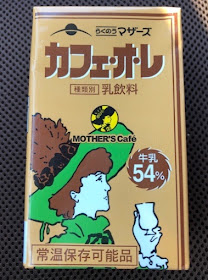 らくのうマザーズ
カフェ・オ・レ
種類別 乳飲料
MOTHER'S Café
牛乳
54%
常温保存可能品